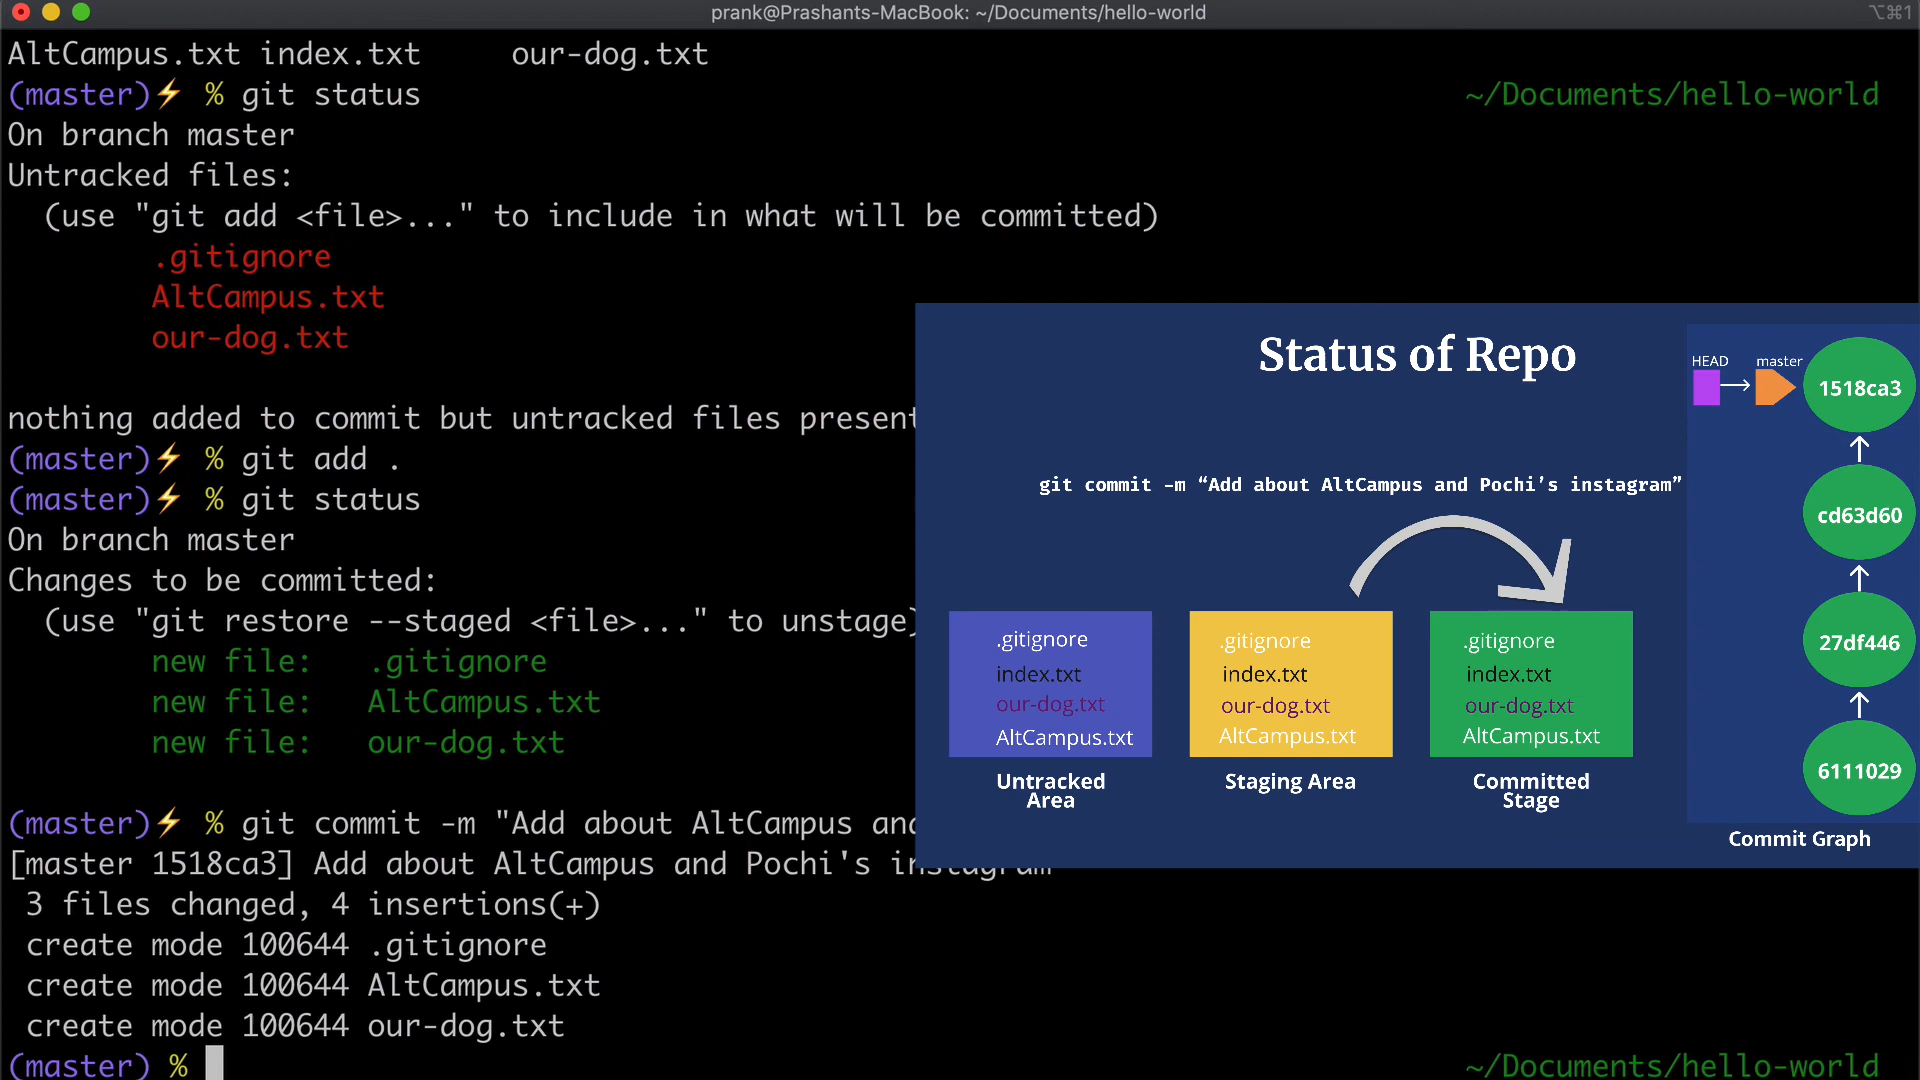 prank@Prashants-MacBook: ~/Documents/hello-world
⌥⌘1
AltCampus.txt index.txt our-dog.txt
(master)⚡ % git status ~/Documents/hello-world
On branch master
Untracked files:
(use "git add <file>..." to include in what will be committed)
.gitignore
AltCampus.txt
our-dog.txt
nothing added to commit but untracked files present
(master)⚡ % git add .
(master)⚡ % git status
On branch master
Changes to be committed:
(use "git restore --staged <file>..." to unstage)
new file: .gitignore
new file: AltCampus.txt
new file: our-dog.txt
(master)⚡ % git commit -m "Add about AltCampus and
[master 1518ca3] Add about AltCampus and Pochi's instagram
3 files changed, 4 insertions(+)
create mode 100644 .gitignore
create mode 100644 AltCampus.txt
create mode 100644 our-dog.txt
(master) % ~/Documents/hello-world
Status of Repo
git commit -m “Add about AltCampus and Pochi’s instagram”
.gitignore
index.txt
our-dog.txt
AltCampus.txt
Untracked
Area
.gitignore
index.txt
our-dog.txt
AltCampus.txt
Staging Area
.gitignore
index.txt
our-dog.txt
AltCampus.txt
Committed
Stage
HEAD
master
1518ca3
cd63d60
27df446
6111029
Commit Graph